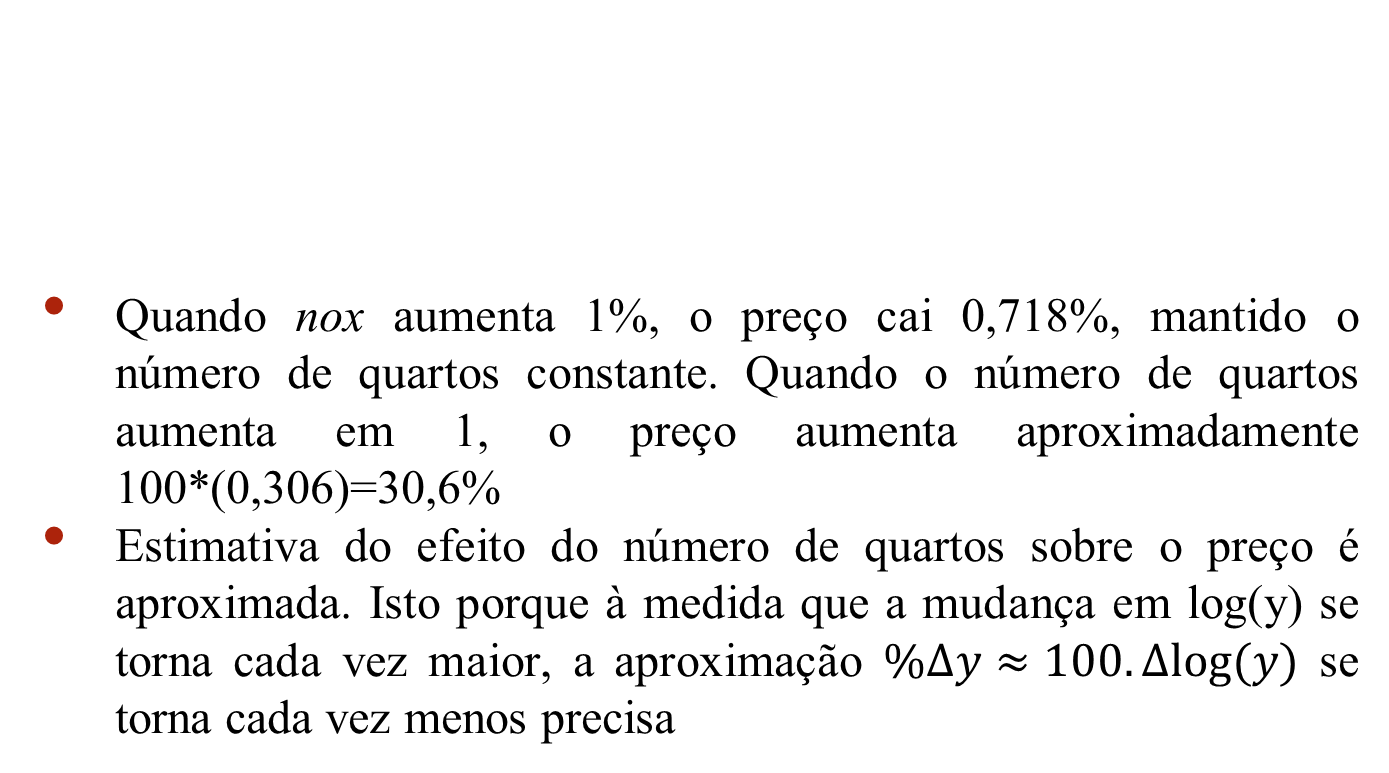 • Quando nox aumenta 1%, o preço cai 0,718%, mantido o
número de quartos constante. Quando o número de quartos
aumenta em 1, o preço aumenta aproximadamente
100*(0,306)=30,6%
• Estimativa do efeito do número de quartos sobre o preço é
aproximada. Isto porque à medida que a mudança em log(y) se
torna cada vez maior, a aproximação %Δy ≈ 100. Δlog(y) se
torna cada vez menos precisa